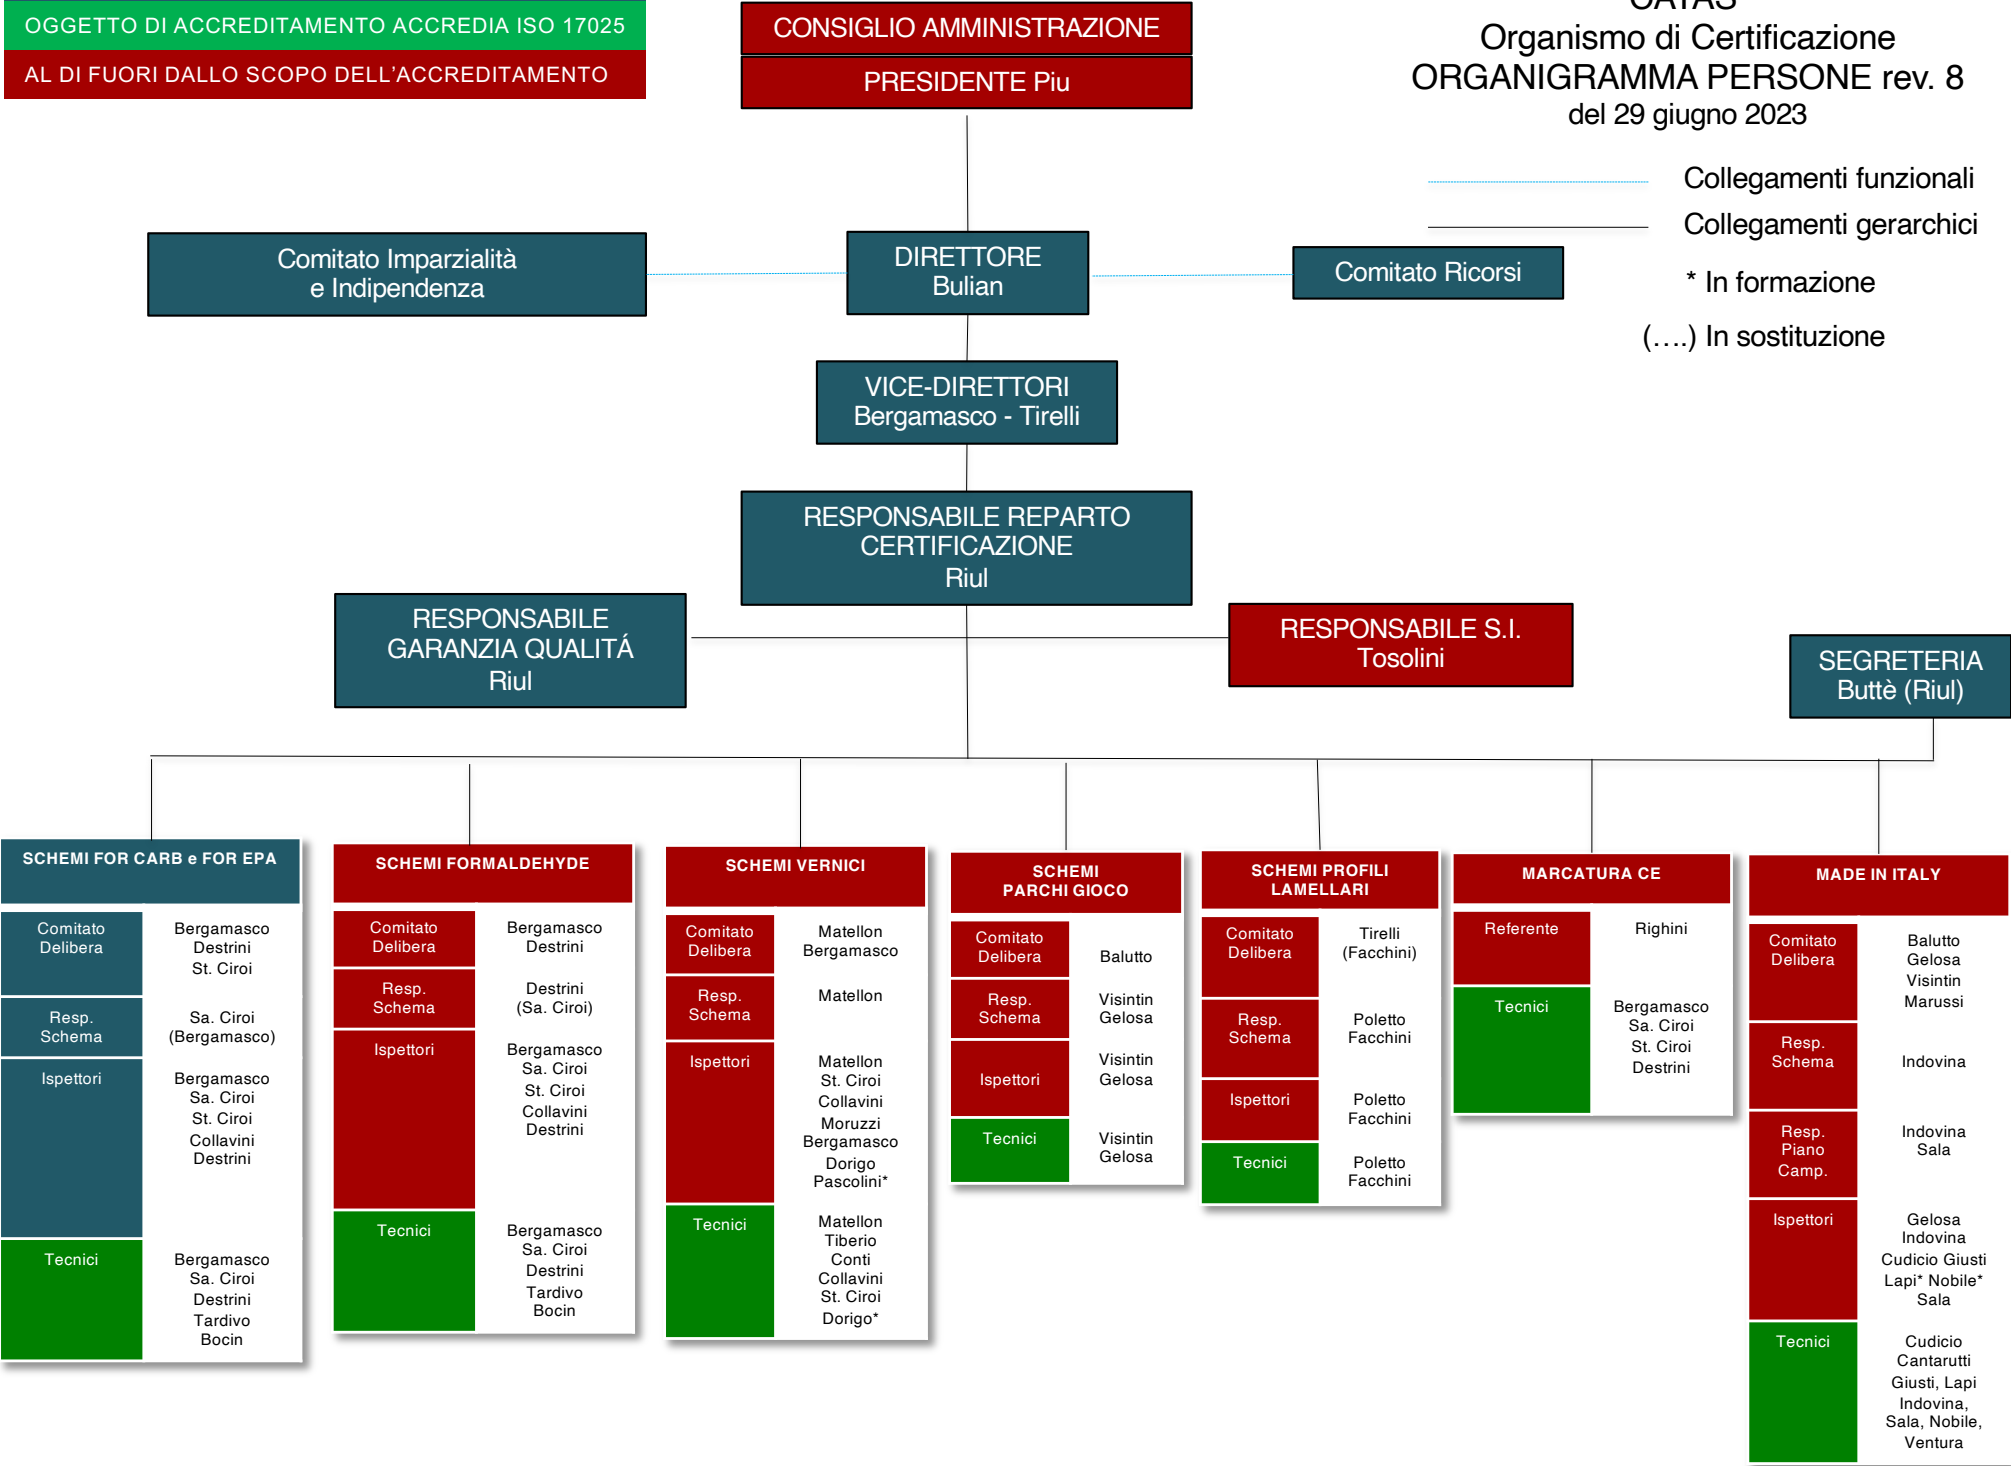 OGGETTO DI ACCREDITAMENTO ACCREDIA ISO 17025
AL DI FUORI DALLO SCOPO DELL'ACCREDITAMENTO
CONSIGLIO AMMINISTRAZIONE
PRESIDENTE Piu
CATAS
Organismo di Certificazione
ORGANIGRAMMA PERSONE rev. 8
del 29 giugno 2023
Collegamenti funzionali
Collegamenti gerarchici
* In formazione
(….) In sostituzione
Comitato Imparzialità
e Indipendenza
DIRETTORE
Bulian
Comitato Ricorsi
VICE-DIRETTORI
Bergamasco - Tirelli
RESPONSABILE REPARTO
CERTIFICAZIONE
Riul
RESPONSABILE
GARANZIA QUALITÁ
Riul
RESPONSABILE S.I.
Tosolini
SEGRETERIA
Buttè (Riul)
SCHEMI FOR CARB e FOR EPA
Comitato
Delibera
Bergamasco
Destrini
St. Ciroi
Resp.
Schema
Sa. Ciroi
(Bergamasco)
Ispettori
Bergamasco
Sa. Ciroi
St. Ciroi
Collavini
Destrini
Tecnici
Bergamasco
Sa. Ciroi
Destrini
Tardivo
Bocin
SCHEMI FORMALDEHYDE
Comitato
Delibera
Bergamasco
Destrini
Resp.
Schema
Destrini
(Sa. Ciroi)
Ispettori
Bergamasco
Sa. Ciroi
St. Ciroi
Collavini
Destrini
Tecnici
Bergamasco
Sa. Ciroi
Destrini
Tardivo
Bocin
SCHEMI VERNICI
Comitato
Delibera
Matellon
Bergamasco
Resp.
Schema
Matellon
Ispettori
Matellon
St. Ciroi
Collavini
Moruzzi
Bergamasco
Dorigo
Pascolini*
Tecnici
Matellon
Tiberio
Conti
Collavini
St. Ciroi
Dorigo*
SCHEMI
PARCHI GIOCO
Comitato
Delibera
Balutto
Resp.
Schema
Visintin
Gelosa
Ispettori
Visintin
Gelosa
Tecnici
Visintin
Gelosa
SCHEMI PROFILI
LAMELLARI
Comitato
Delibera
Tirelli
(Facchini)
Resp.
Schema
Poletto
Facchini
Ispettori
Poletto
Facchini
Tecnici
Poletto
Facchini
MARCATURA CE
Referente
Righini
Tecnici
Bergamasco
Sa. Ciroi
St. Ciroi
Destrini
MADE IN ITALY
Comitato
Delibera
Balutto
Gelosa
Visintin
Marussi
Resp.
Schema
Indovina
Resp.
Piano
Camp.
Indovina
Sala
Ispettori
Gelosa
Indovina
Cudicio Giusti
Lapi* Nobile*
Sala
Tecnici
Cudicio
Cantarutti
Giusti, Lapi
Indovina,
Sala, Nobile,
Ventura